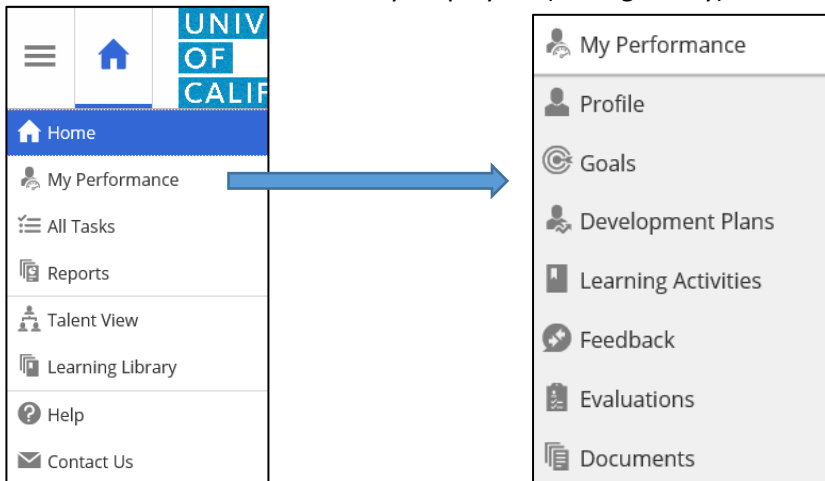 UNIV
OF
CALIF
Home
My Performance
All Tasks
Reports
Talent View
Learning Library
Help
Contact Us
My Performance
Profile
Goals
Development Plans
Learning Activities
Feedback
Evaluations
Documents